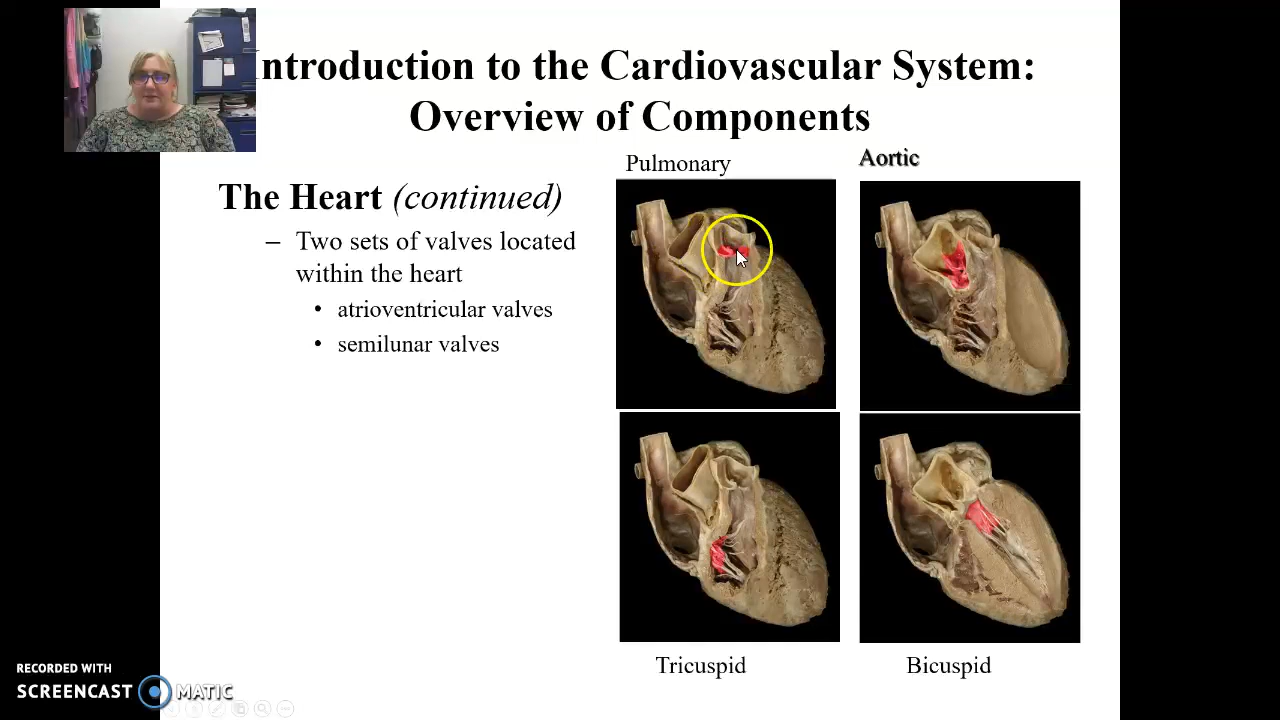 ntroduction to the Cardiovascular System:
Overview of Components
Pulmonary
Aortic
The Heart (continued)
– Two sets of valves located
within the heart
• atrioventricular valves
• semilunar valves
Tricuspid
Bicuspid
RECORDED WITH
SCREENCAST MATIC